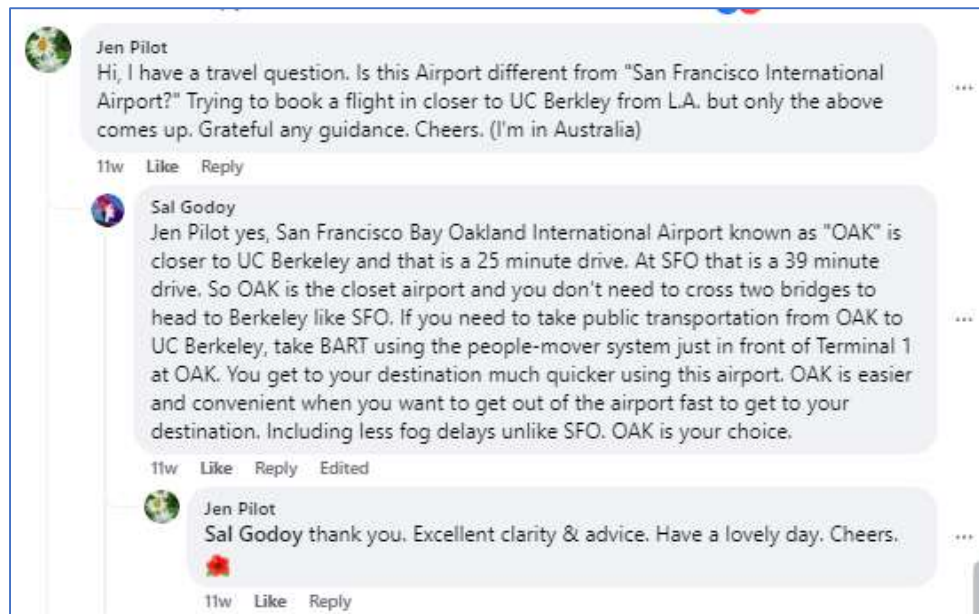 Jen Pilot
Hi, I have a travel question. Is this Airport different from "San Francisco International
Airport?" Trying to book a flight in closer to UC Berkley from L.A. but only the above
comes up. Grateful any guidance. Cheers. (I'm in Australia)
11w Like Reply
Sal Godoy
Jen Pilot yes, San Francisco Bay Oakland International Airport known as "OAK" is
closer to UC Berkeley and that is a 25 minute drive. At SFO that is a 39 minute
drive. So OAK is the closet airport and you don't need to cross two bridges to
head to Berkeley like SFO. If you need to take public transportation from OAK to
UC Berkeley, take BART using the people-mover system just in front of Terminal 1
at OAK. You get to your destination much quicker using this airport. OAK is easier
and convenient when you want to get out of the airport fast to get to your
destination. Including less fog delays unlike SFO. OAK is your choice.
11w Like Reply Edited
Jen Pilot
Sal Godoy thank you. Excellent clarity & advice. Have a lovely day. Cheers.
11w Like Reply